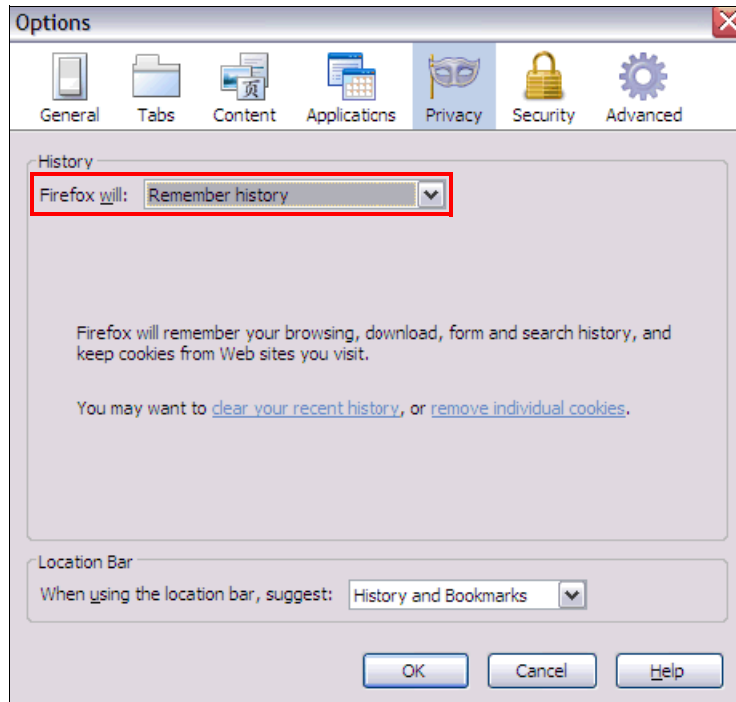 Options
General Tabs Content Applications Privacy Security Advanced
页
History
Firefox will: Remember history
Firefox will remember your browsing, download, form and search history, and
keep cookies from Web sites you visit.
You may want to clear your recent history, or remove individual cookies.
Location Bar
When using the location bar, suggest: History and Bookmarks
OK Cancel Help